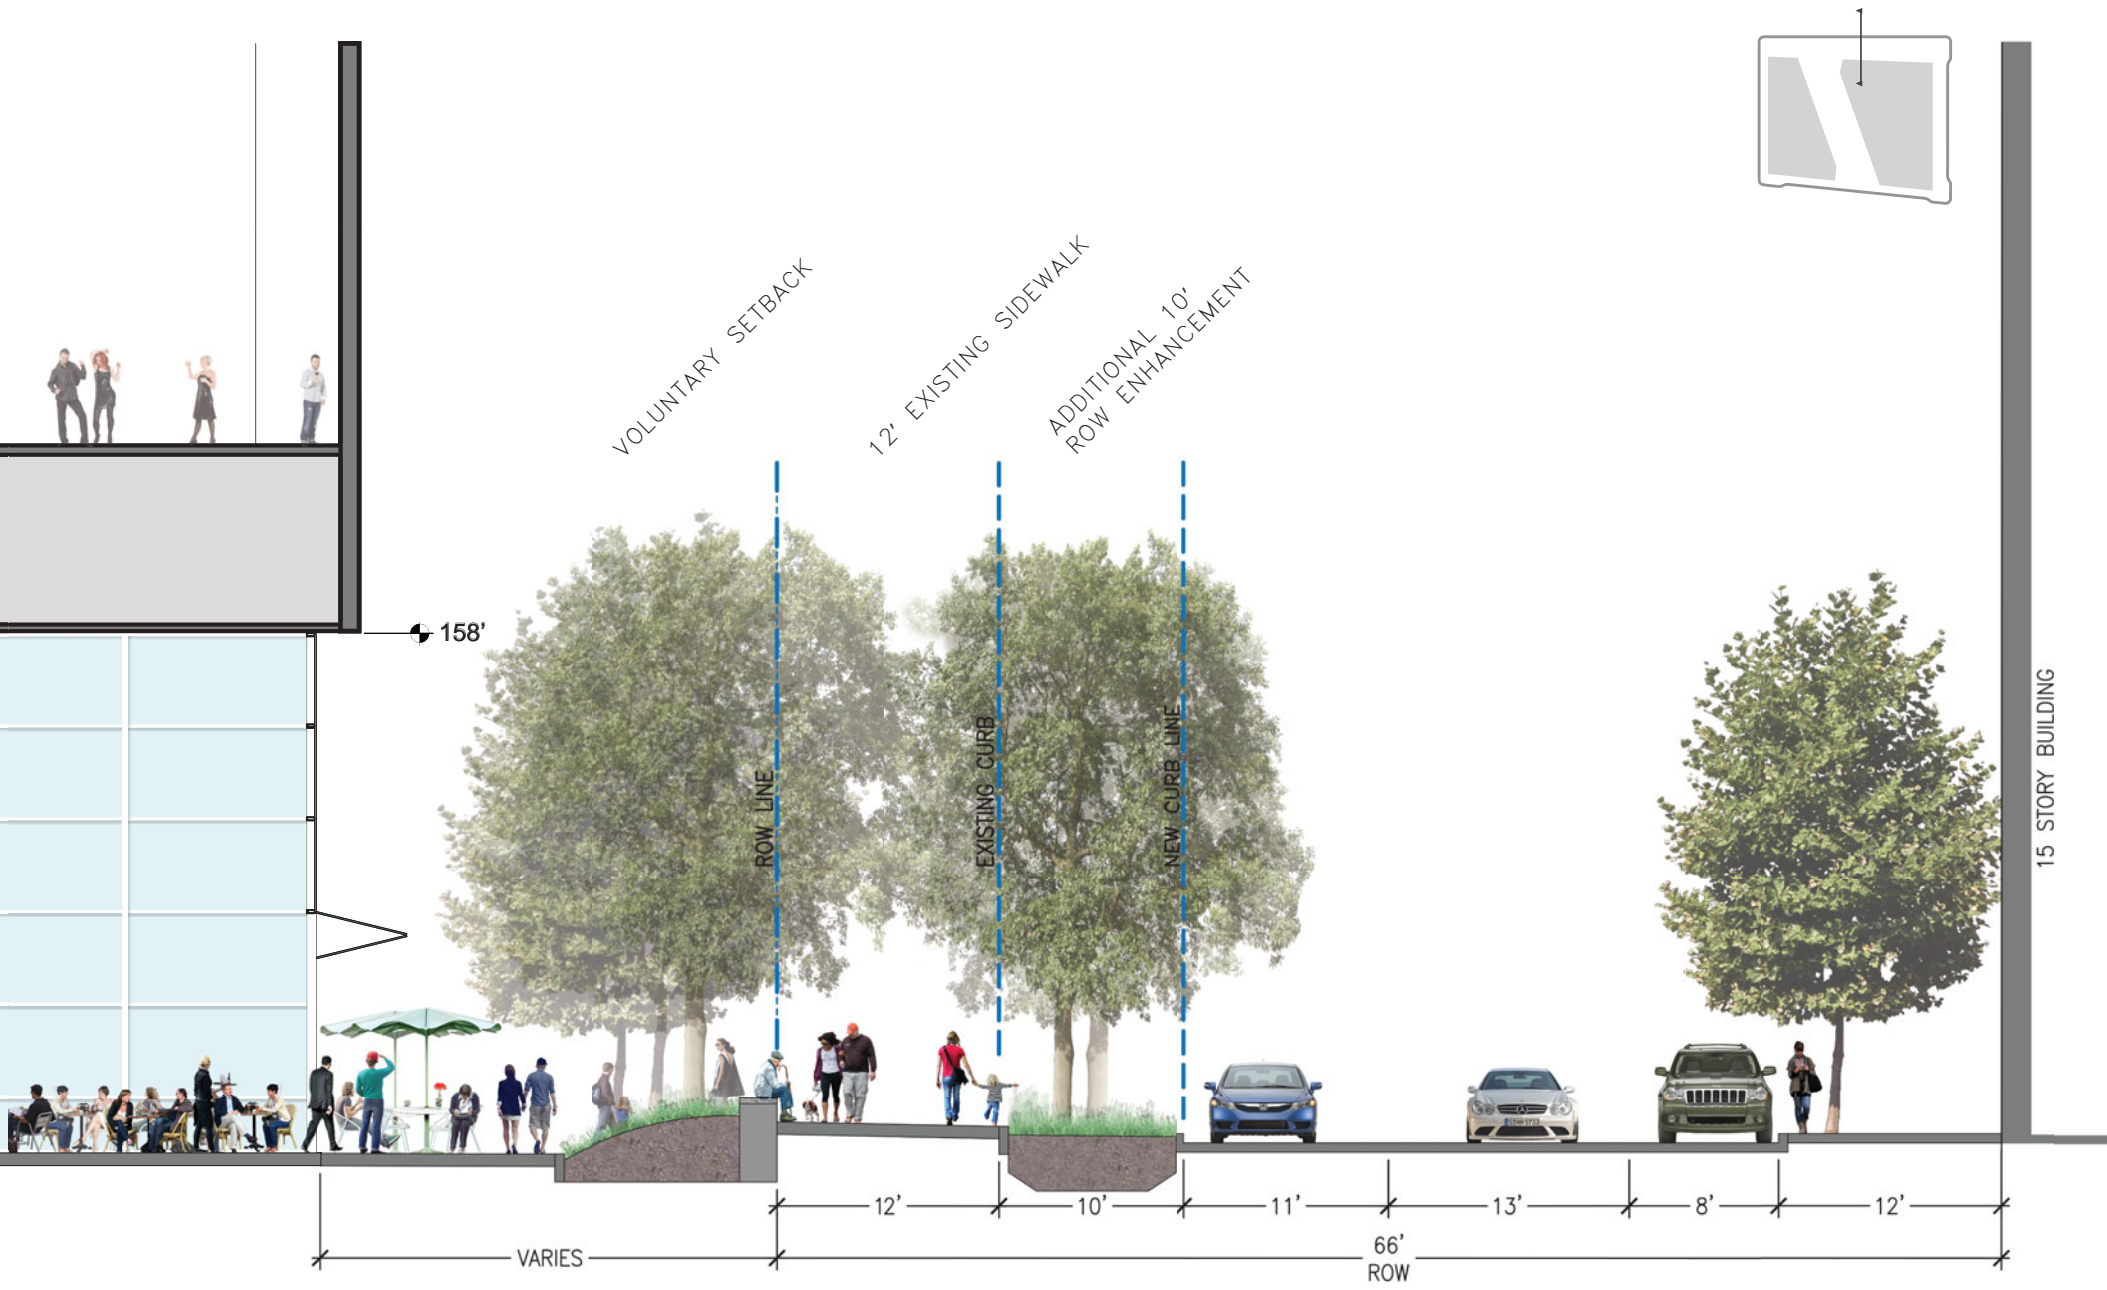 VOLUNTARY SETBACK
12' EXISTING SIDEWALK
ADDITIONAL 10'
ROW ENHANCEMENT
158'
ROW LINE
EXISTING CURB
NEW CURB LINE
15 STORY BUILDING
12'
10'
11'
13'
8'
12'
VARIES
66'
ROW